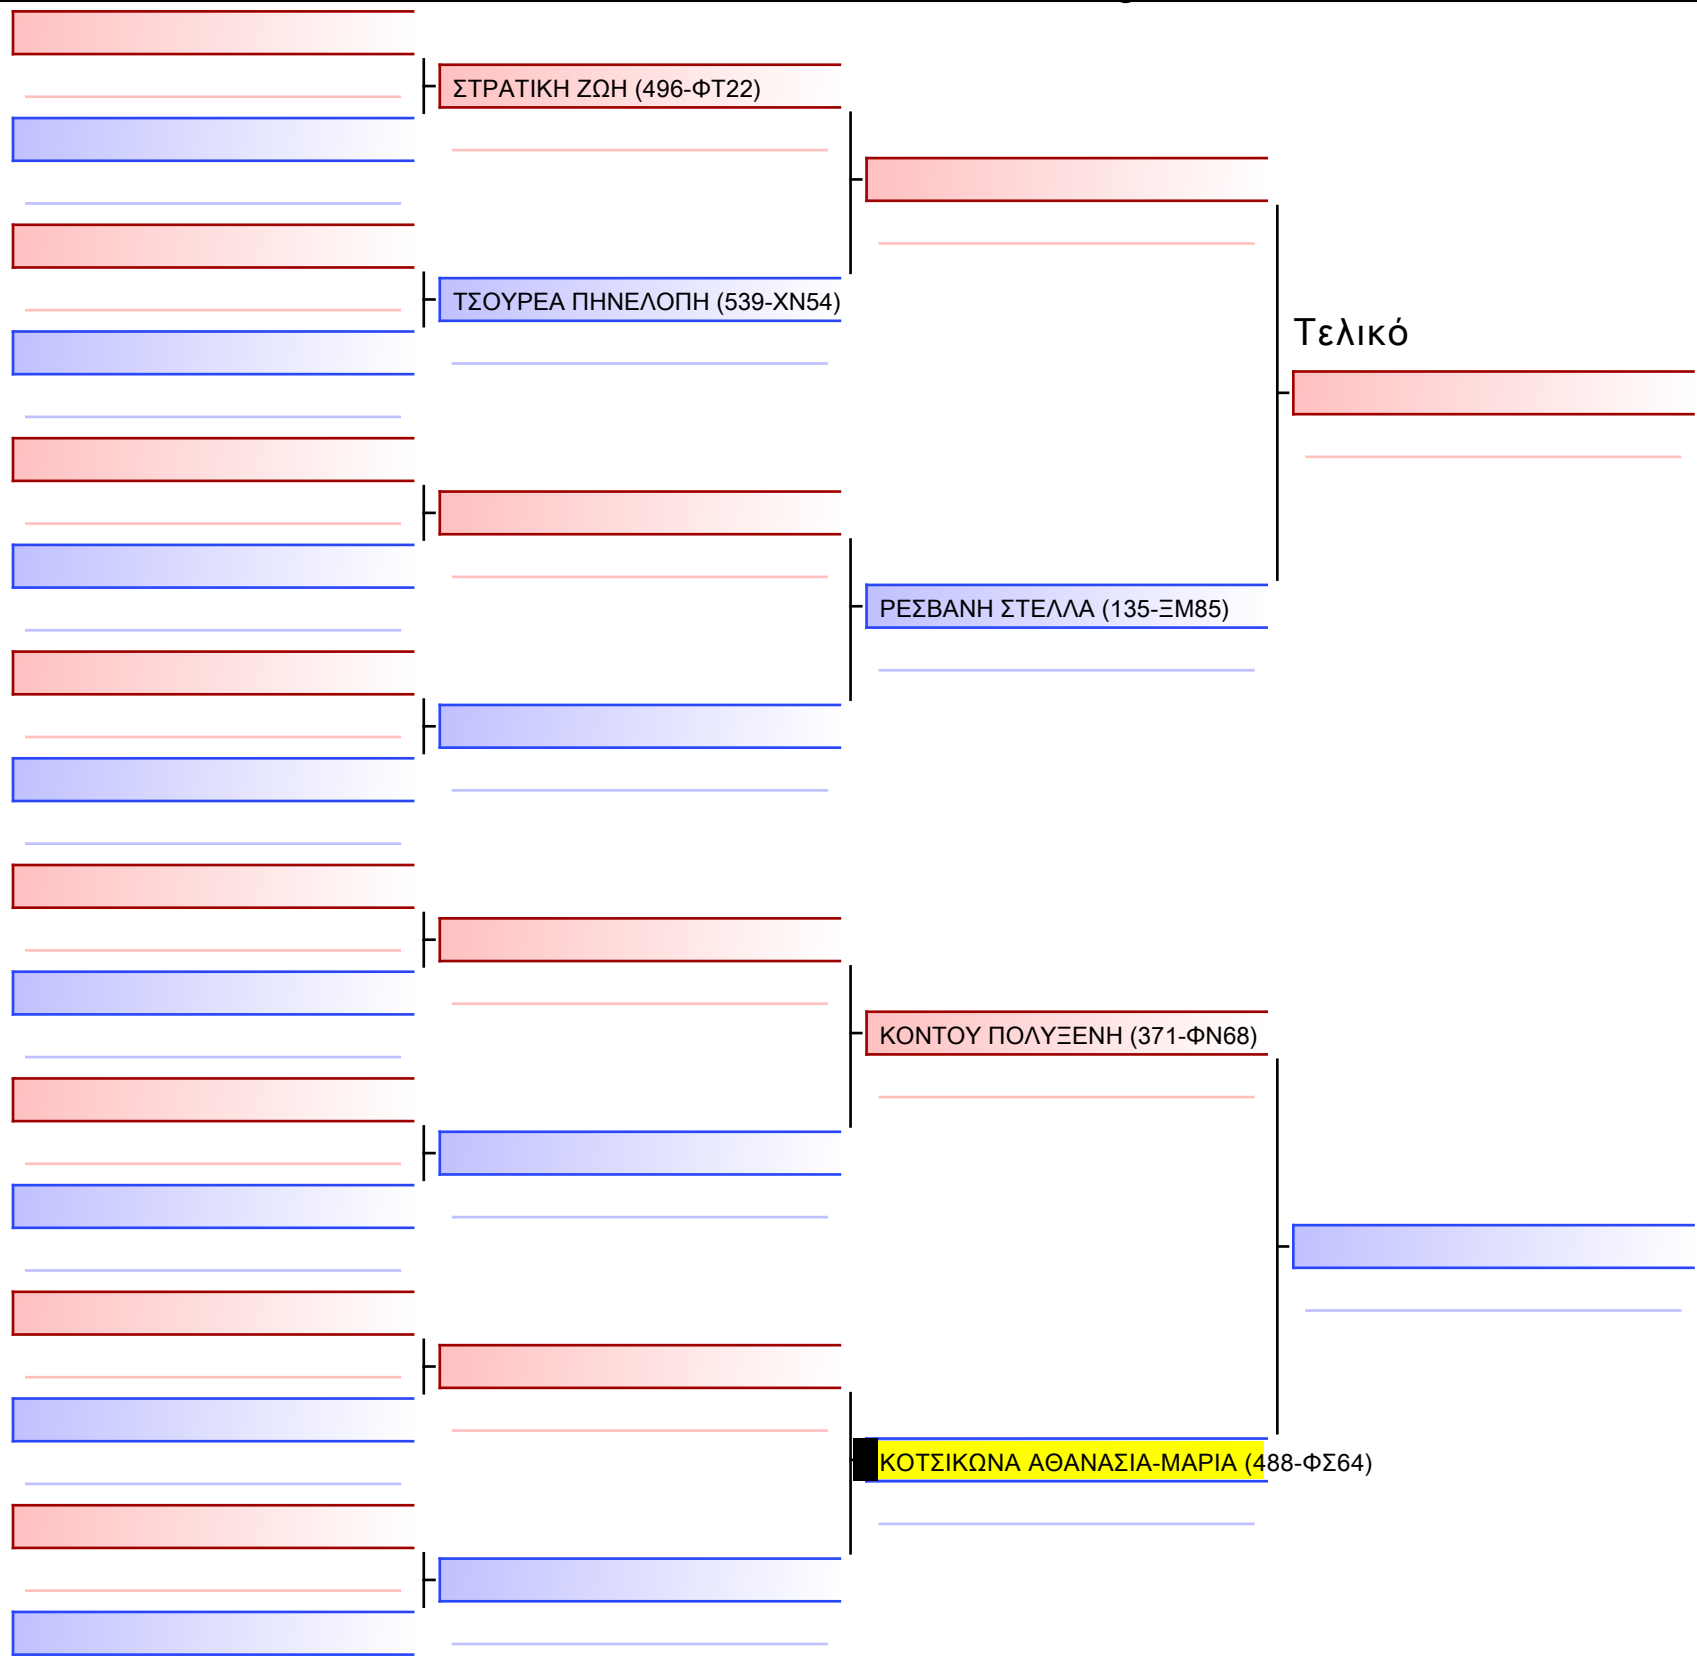 ΣΤΡΑΤΙΚΗ ΖΩΗ (496-ΦΤ22)
ΤΣΟΥΡΕΑ ΠΗΝΕΛΟΠΗ (539-ΧΝ54)
Τελικό
ΡΕΣΒΑΝΗ ΣΤΕΛΛΑ (135-ΞΜ85)
ΚΟΝΤΟΥ ΠΟΛΥΞΕΝΗ (371-ΦΝ68)
ΚΟΤΣΙΚΩΝΑ ΑΘΑΝΑΣΙΑ-ΜΑΡΙΑ (488-ΦΣ64)